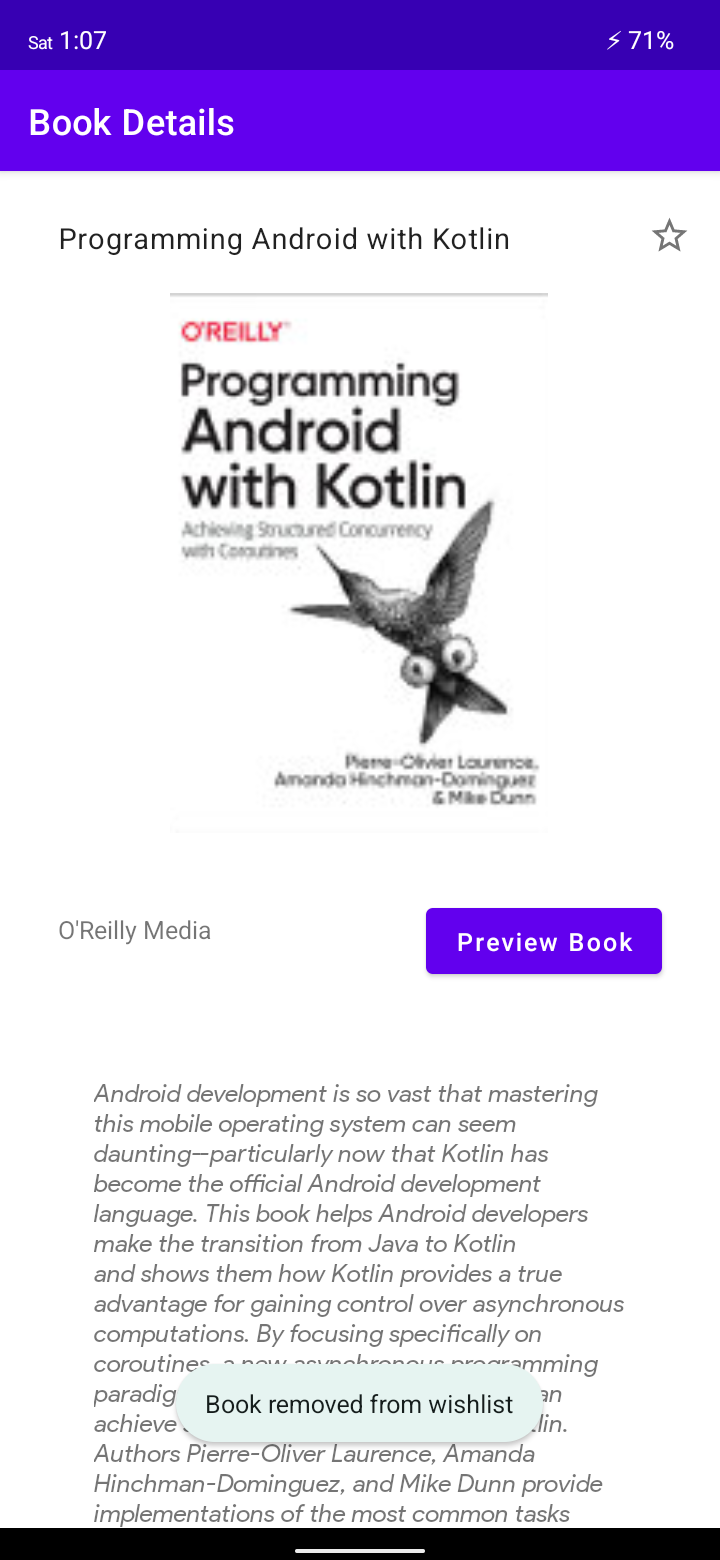 Sat 1:07
⚡ 71%
Book Details
Programming Android with Kotlin
O'REILLY
Programming
Android
with Kotlin
Achieving Structured Concurrency
with Coroutines
Pierre-Olivier Laurence,
Amanda Hinchman-Dominguez
& Mike Dunn
O'Reilly Media
Preview Book
Android development is so vast that mastering
this mobile operating system can seem
daunting—particularly now that Kotlin has
become the official Android development
language. This book helps Android developers
make the transition from Java to Kotlin
and shows them how Kotlin provides a true
advantage for gaining control over asynchronous
computations. By focusing specifically on
coroutines, a new asynchronous programming
achieve
Book removed from wishlist
Authors Pierre-Oliver Laurence, Amanda
Hinchman-Dominguez, and Mike Dunn provide
implementations of the most common tasks